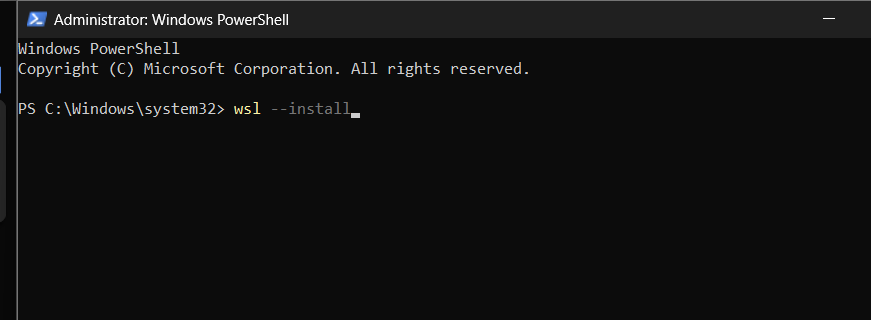 Administrator: Windows PowerShell
Windows PowerShell
Copyright (C) Microsoft Corporation. All rights reserved.
PS C:\Windows\system32> wsl --install